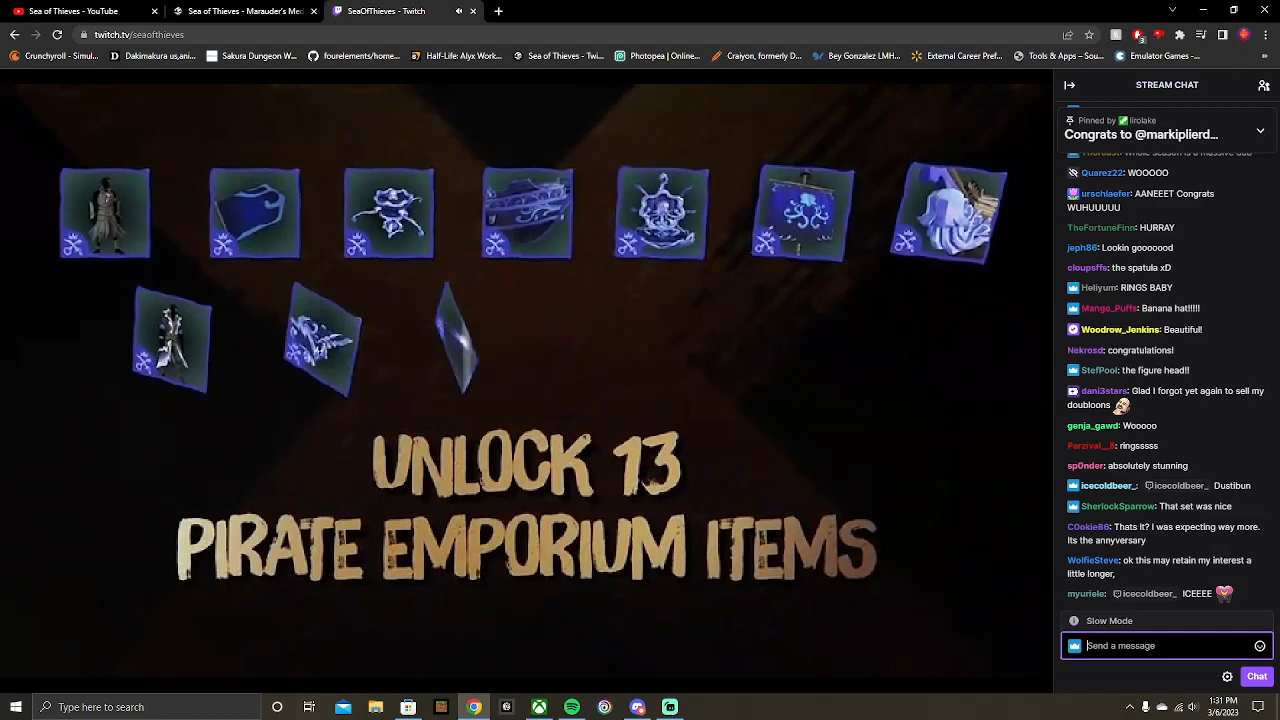 Sea of Thieves - YouTube
Sea of Thieves - Marauder's Med
SeaOfThieves - Twitch
twitch.tv/seaofthieves
Crunchyroll - Simul...
Dakimakura us,ani...
Sakura Dungeon W...
fourelements/home...
Half-Life Alyx Work...
Sea of Thieves - Twi...
Photopea | Online...
Craiyon, formerly D...
Bey Gonzalez LMH...
External Career Pref...
Tools & Apps – Sou...
Emulator Games -...
STREAM CHAT
Pinned by lirolake
Congrats to @markiplierd...
Quarez22: WOOOOO
urschlaefer: AANEEET Congrats
WUHUUUUU
TheFortuneFinn: HURRAY
jeph86: Lookin gooooood
cloupsffs: the spatula xD
Heliyum: RINGS BABY
Mango_Puffs: Banana hat!!!!!
Woodrow_Jenkins: Beautiful!
Nekrosd: congratulations!
StefPool: the figure head!!
dani3stars: Glad I forgot yet again to sell my
doubloons
genja_gawd: Wooooo
Parzival__8: ringsssss
sp0nder: absolutely stunning
icecoldbeer_: icecoldbeer_ Dustibun
SherlockSparrow: That set was nice
C0okie86: Thats it? I was expecting way more.
Its the annyversary
WolfieSteve: ok this may retain my interest a
little longer,
myuriele: icecoldbeer_ ICEEEE
Slow Mode
Send a message
Chat
UNLOCK 13
PIRATE EMPORIUM ITEMS
Type here to search
1:31 PM
3/6/2023